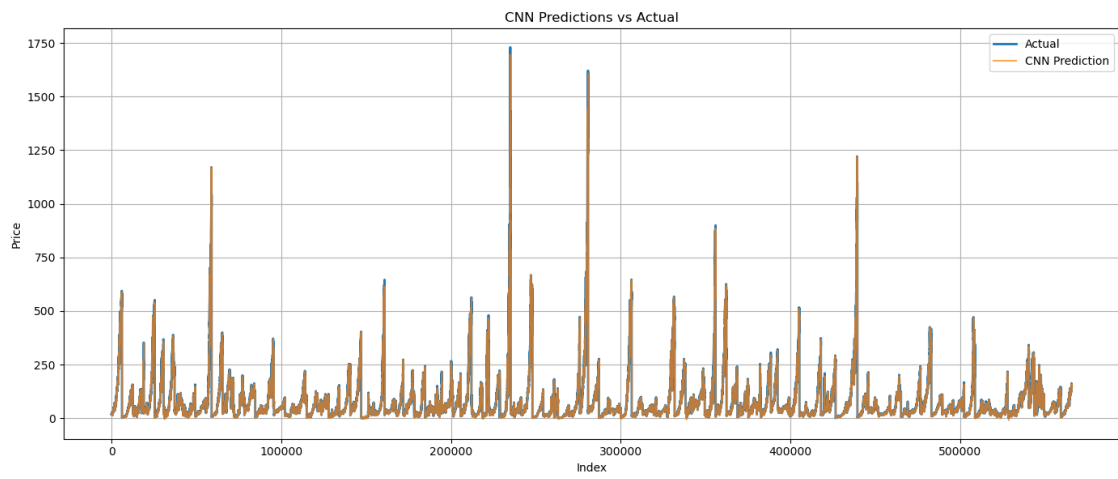 CNN Predictions vs Actual
Actual
CNN Prediction
Price
1750
1500
1250
1000
750
500
250
0
0 100000 200000 300000 400000 500000
Index